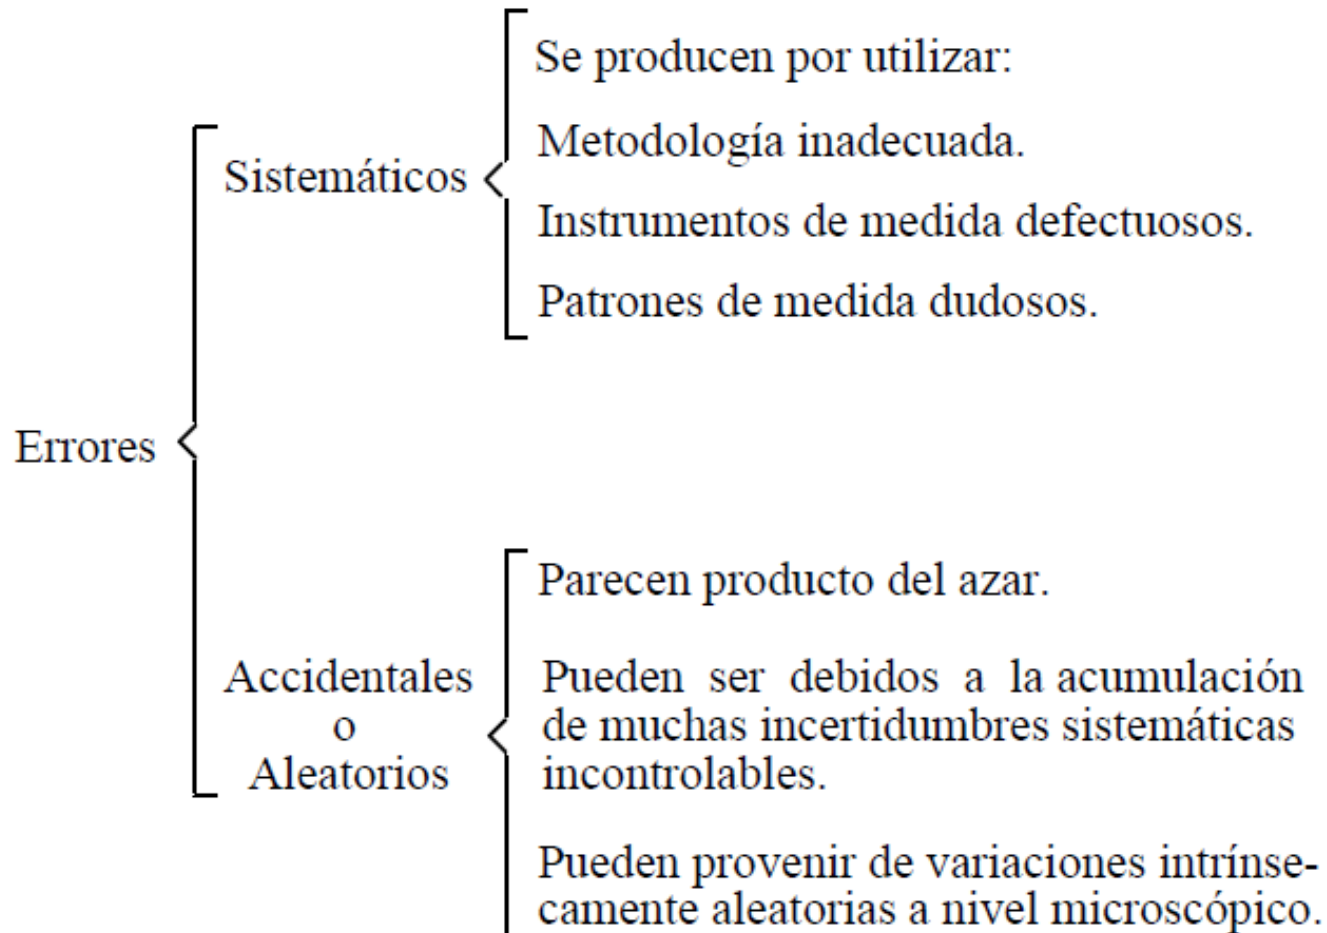 Errores
Sistemáticos
Se producen por utilizar:
Metodología inadecuada.
Instrumentos de medida defectuosos.
Patrones de medida dudosos.
Accidentales
o
Aleatorios
Parecen producto del azar.
Pueden ser debidos a la acumulación
de muchas incertidumbres sistemáticas
incontrolables.
Pueden provenir de variaciones intrínse-
camente aleatorias a nivel microscópico.